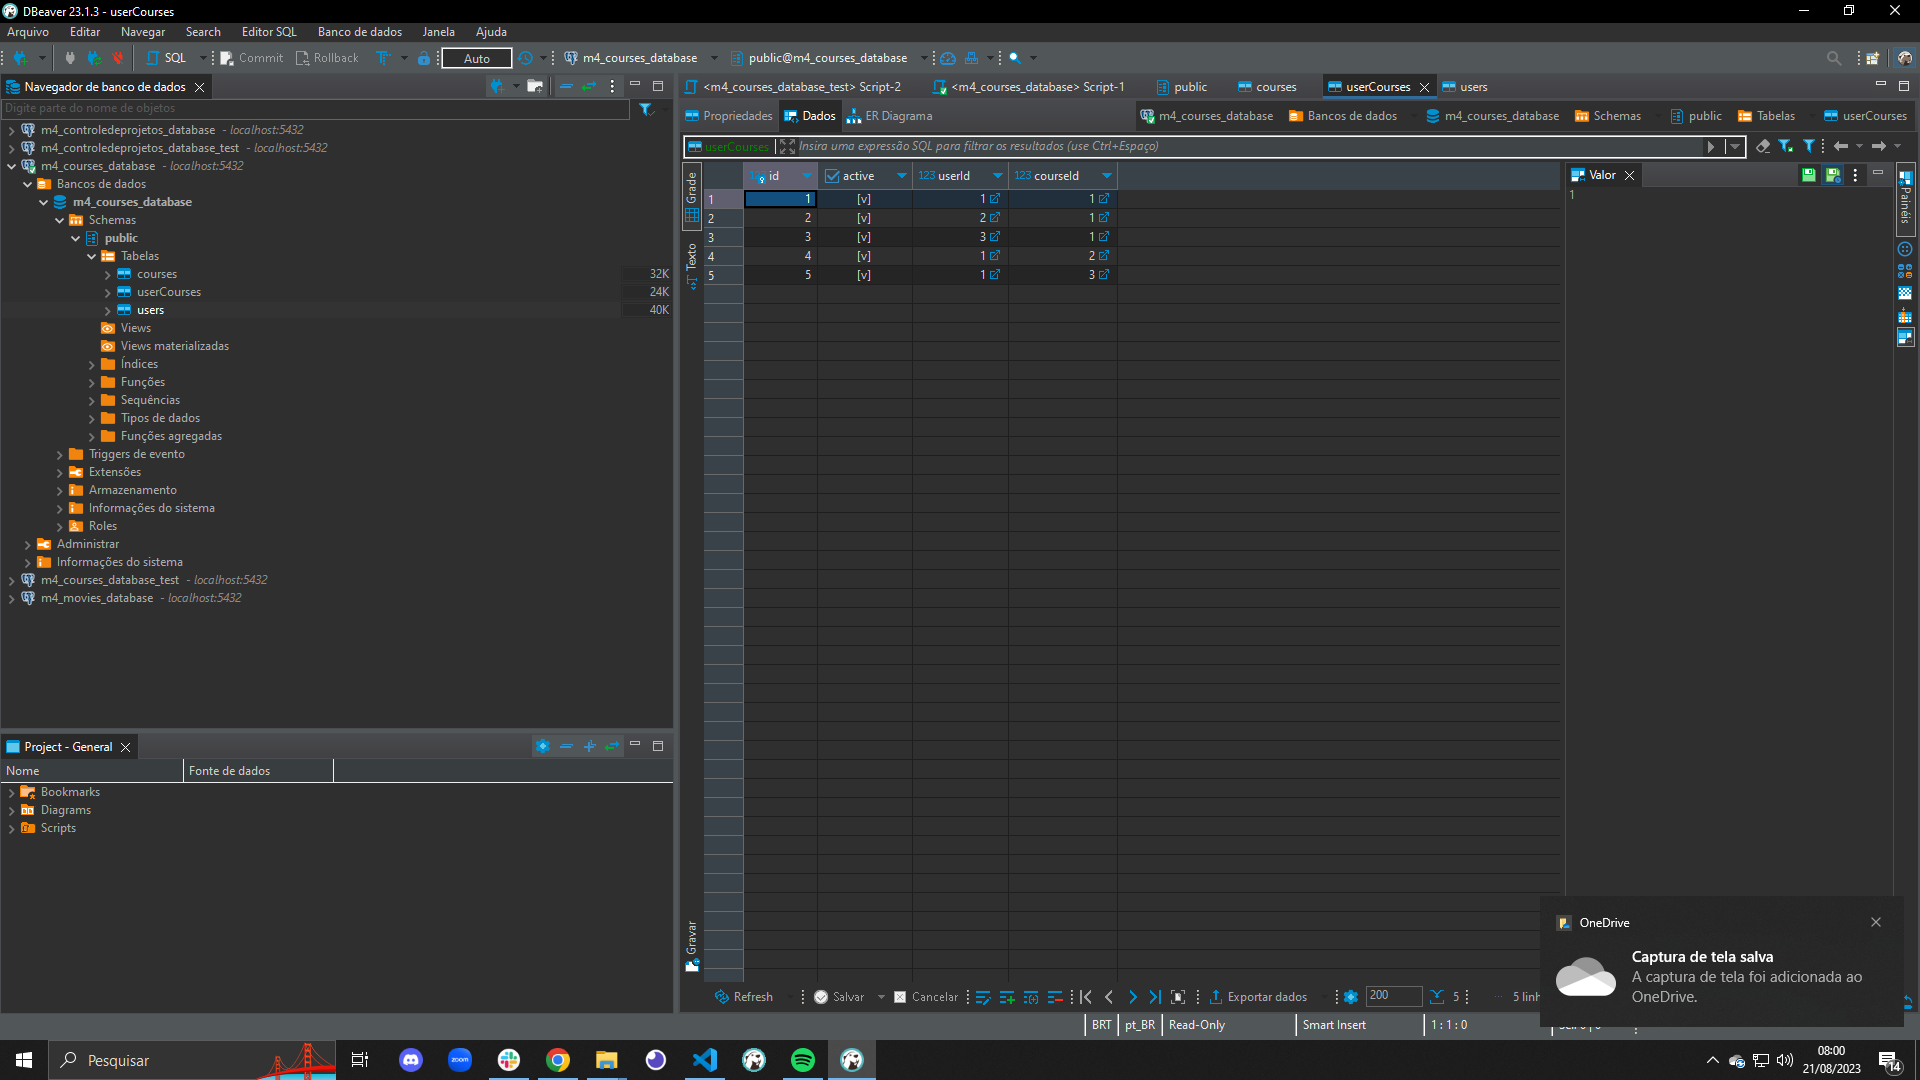 DBeaver 23.1.3 - userCourses
Arquivo Editar Navegar Search Editor SQL Banco de dados Janela Ajuda
SQL Commit Rollback Auto m4_courses_database public@m4_courses_database
Navegador de banco de dados
Digite parte do nome de objetos
m4_controledeprojetos_database - localhost:5432
m4_controledeprojetos_database_test - localhost:5432
m4_courses_database - localhost:5432
Bancos de dados
m4_courses_database
Schemas
public
Tabelas
courses 32K
userCourses 24K
users 40K
Views
Views materializadas
Índices
Funções
Sequências
Tipos de dados
Funções agregadas
Triggers de evento
Extensões
Armazenamento
Informações do sistema
Roles
Administrar
Informações do sistema
m4_courses_database_test - localhost:5432
m4_movies_database - localhost:5432
Project - General
Nome Fonte de dados
Bookmarks
Diagrams
Scripts
<m4_courses_database_test> Script-2 <m4_courses_database> Script-1 public courses userCourses users
Propriedades Dados ER Diagrama m4_courses_database Bancos de dados m4_courses_database Schemas public Tabelas userCourses
userCourses Insira uma expressão SQL para filtrar os resultados (use Ctrl+Espaço)
Grade
Texto
Gravar
id active 123 userId 123 courseId
1 1 [v] 1 1
2 2 [v] 2 1
3 3 [v] 3 1
4 4 [v] 1 2
5 5 [v] 1 3
Valor
1
Painéis
Refresh Salvar Cancelar Exportar dados 200 5 5 linh
BRT pt_BR Read-Only Smart Insert 1 : 1 : 0
OneDrive
Captura de tela salva
A captura de tela foi adicionada ao
OneDrive.
Pesquisar
zoom
08:00
21/08/2023
14